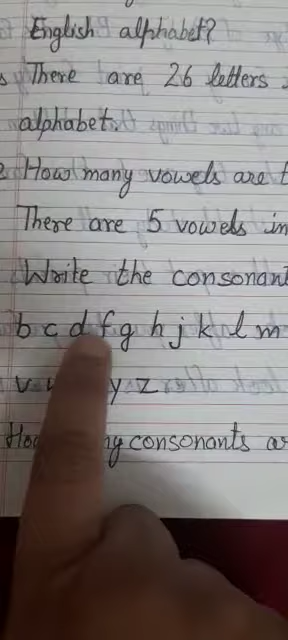 English alphabet?
There are 26 letters
alphabet.
How many vowels are
There are 5 vowels in
Write the consonant
b c d f g h j k l m
v y z
consonants